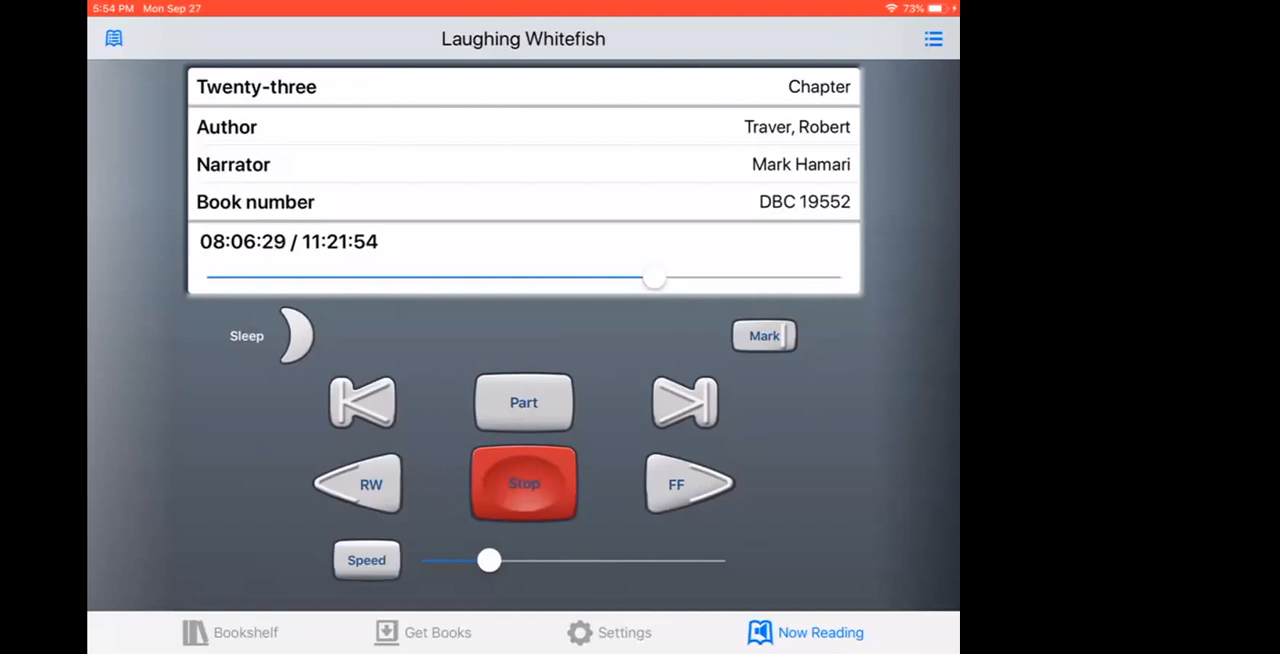 5:54 PM Mon Sep 27 73%
Laughing Whitefish
Twenty-three Chapter
Author Traver, Robert
Narrator Mark Hamari
Book number DBC 19552
08:06:29 / 11:21:54
Sleep Mark
Part
RW Stop FF
Speed
Bookshelf Get Books Settings Now Reading